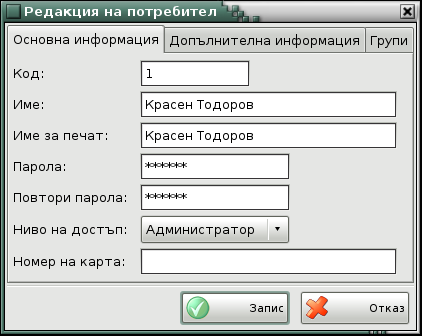 Редакция на потребител
Основна информация Допълнителна информация Групи
Код: 1
Име: Красен Тодоров
Име за печат: Красен Тодоров
Парола: ******
Повтори парола: ******
Ниво на достъп: Администратор
Номер на карта:
Запис Отказ